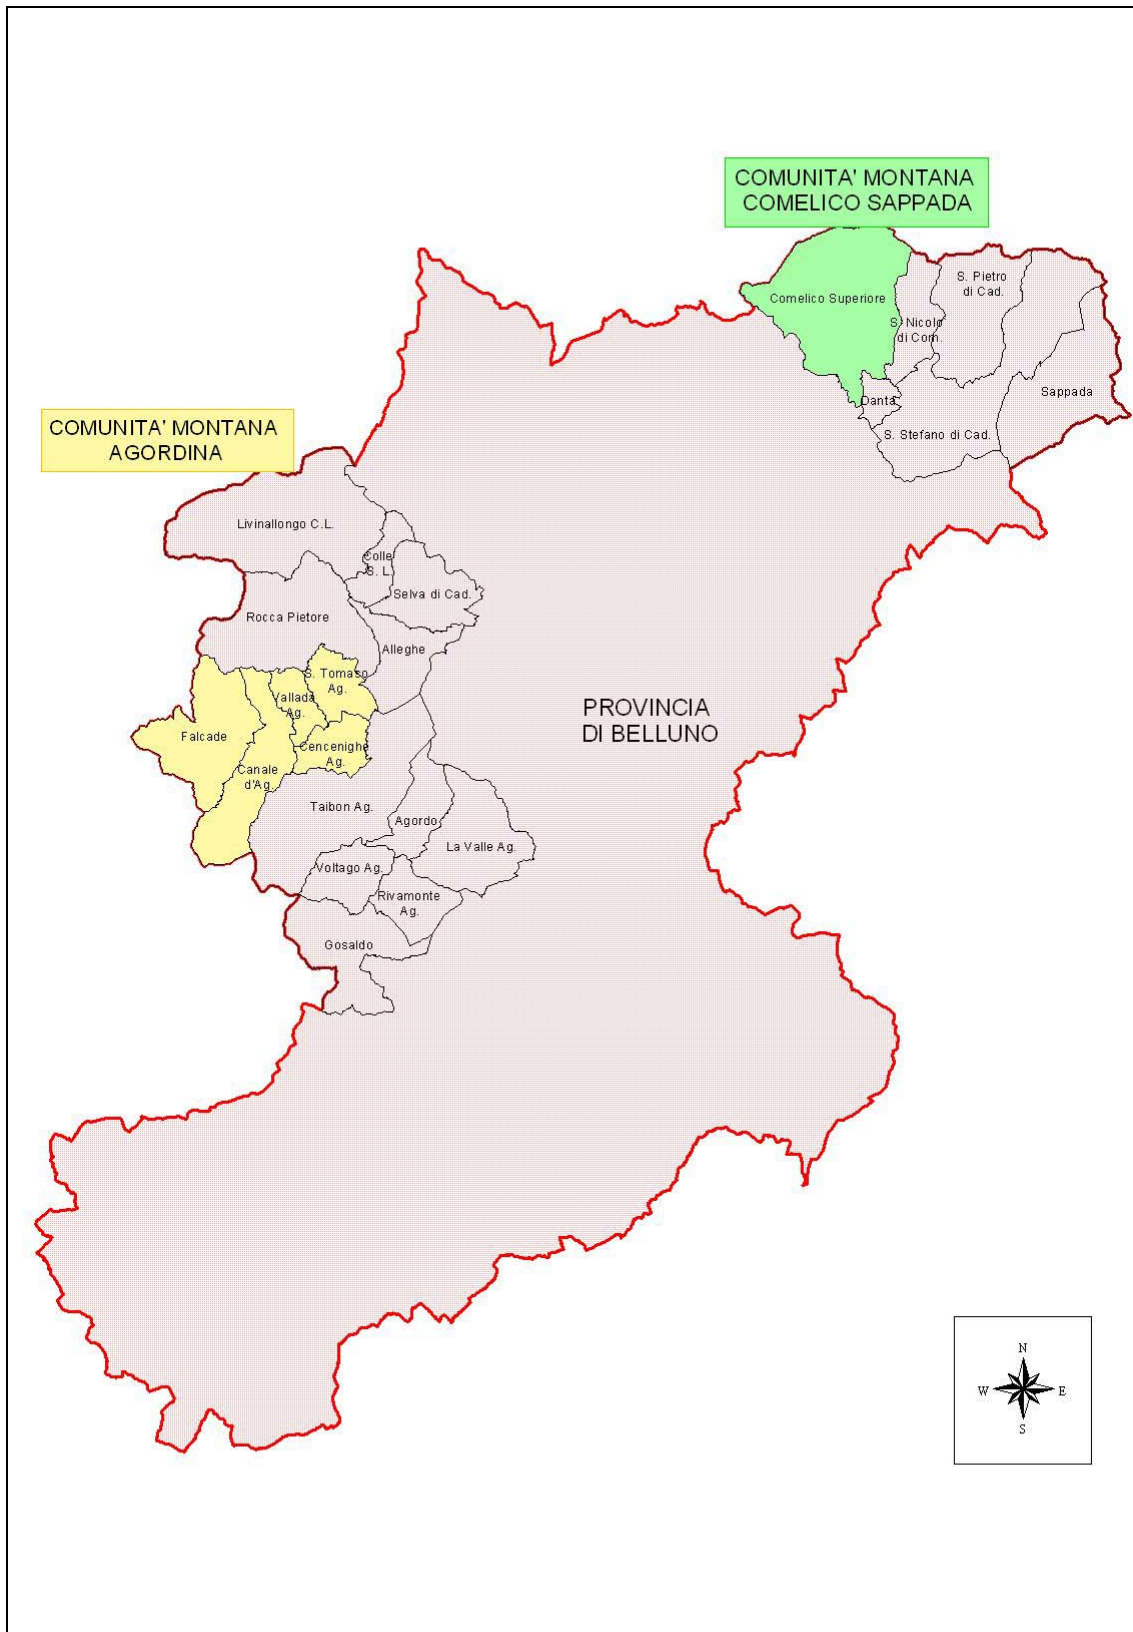 COMUNITA' MONTANA
COMELICO SAPPADA
S. Pietro
di Cad.
Comelico Superiore
S. Nicolo
di Com.
Sappada
Danta
S. Stefano di Cad.
COMUNITA' MONTANA
AGORDINA
Livinallongo C.L.
Colle
S. L.
Selva di Cad.
Rocca Pietore
Alleghe
S. Tomaso
Ag.
Vallada
Ag.
PROVINCIA
DI BELLUNO
Falcade
Cencenighe
Ag.
Canale
d'Ag.
Taibon Ag.
Agordo
La Valle Ag.
Voltago Ag.
Rivamonte
Ag.
Gosaldo
N
W E
S